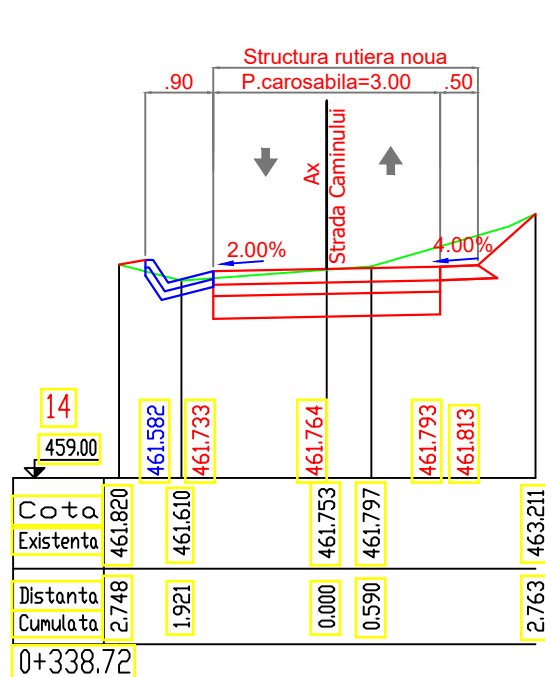 Structura rutiera noua
.90
P.carosabila=3.00
.50
Ax
Strada Caminului
2.00%
4.00%
14
459.00
461.582
461.733
461.764
461.793
461.813
Cota
Existenta
461.820
461.610
461.753
461.797
463.211
Distanta
Cumulata
2.748
1.921
0.000
0.590
2.763
0+338.72